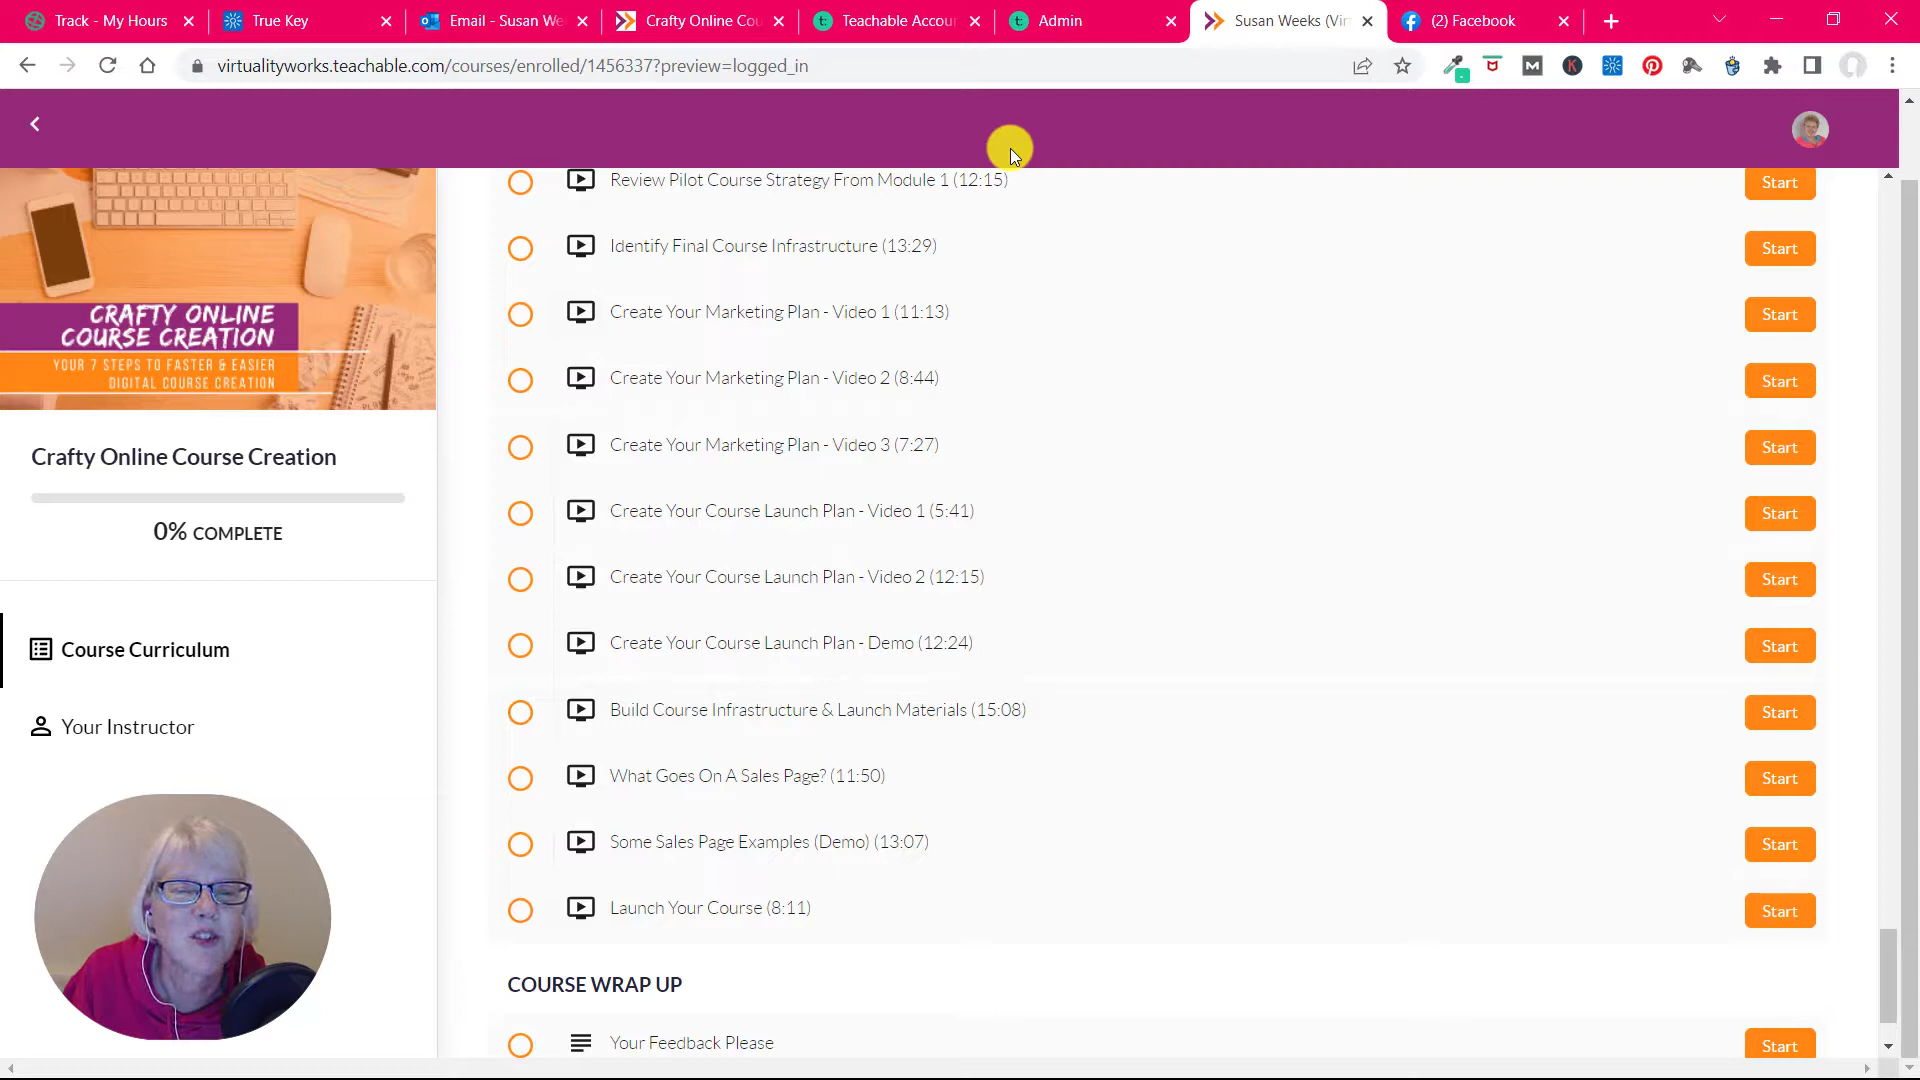 Track - My Hours
True Key
Email - Susan We
Crafty Online Cou
Teachable Accou
Admin
Susan Weeks (Vir
(2) Facebook
virtualityworks.teachable.com/courses/enrolled/1456337?preview=logged_in
CRAFTY ONLINE
COURSE CREATION
YOUR 7 STEPS TO FASTER & EASIER
DIGITAL COURSE CREATION
Crafty Online Course Creation
0% COMPLETE
Course Curriculum
Your Instructor
Review Pilot Course Strategy From Module 1 (12:15)
Start
Identify Final Course Infrastructure (13:29)
Start
Create Your Marketing Plan - Video 1 (11:13)
Start
Create Your Marketing Plan - Video 2 (8:44)
Start
Create Your Marketing Plan - Video 3 (7:27)
Start
Create Your Course Launch Plan - Video 1 (5:41)
Start
Create Your Course Launch Plan - Video 2 (12:15)
Start
Create Your Course Launch Plan - Demo (12:24)
Start
Build Course Infrastructure & Launch Materials (15:08)
Start
What Goes On A Sales Page? (11:50)
Start
Some Sales Page Examples (Demo) (13:07)
Start
Launch Your Course (8:11)
Start
COURSE WRAP UP
Your Feedback Please
Start